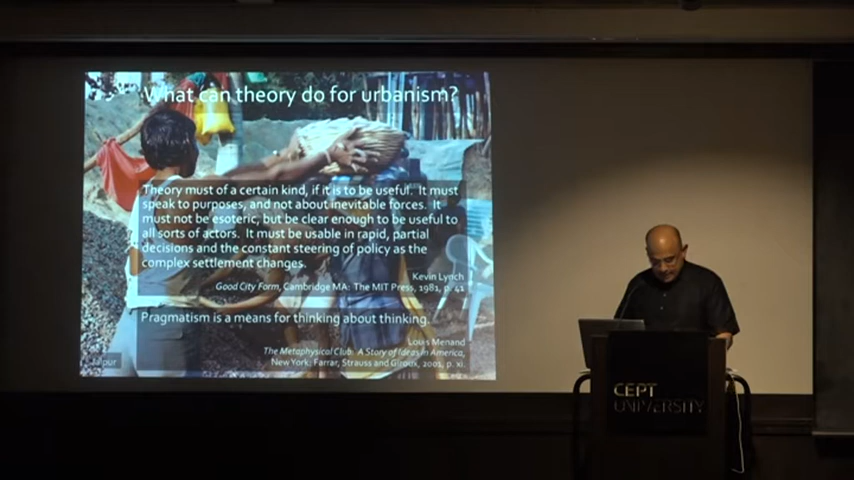 What can theory do for urbanism?
Theory must of a certain kind, if it is to be useful. It must
speak to purposes, and not about inevitable forces. It
must not be esoteric, but be clear enough to be useful to
all sorts of actors. It must be usable in rapid, partial
decisions and the constant steering of policy as the
complex settlement changes.
Kevin Lynch
Good City Form, Cambridge MA: The MIT Press, 1981, p. 41
Pragmatism is a means for thinking about thinking.
Louis Menand
The Metaphysical Club: A Story of Ideas in America,
New York: Farrar, Strauss and Giroux, 2001, p. xi.
Jaipur
CEPT
UNIVERSITY